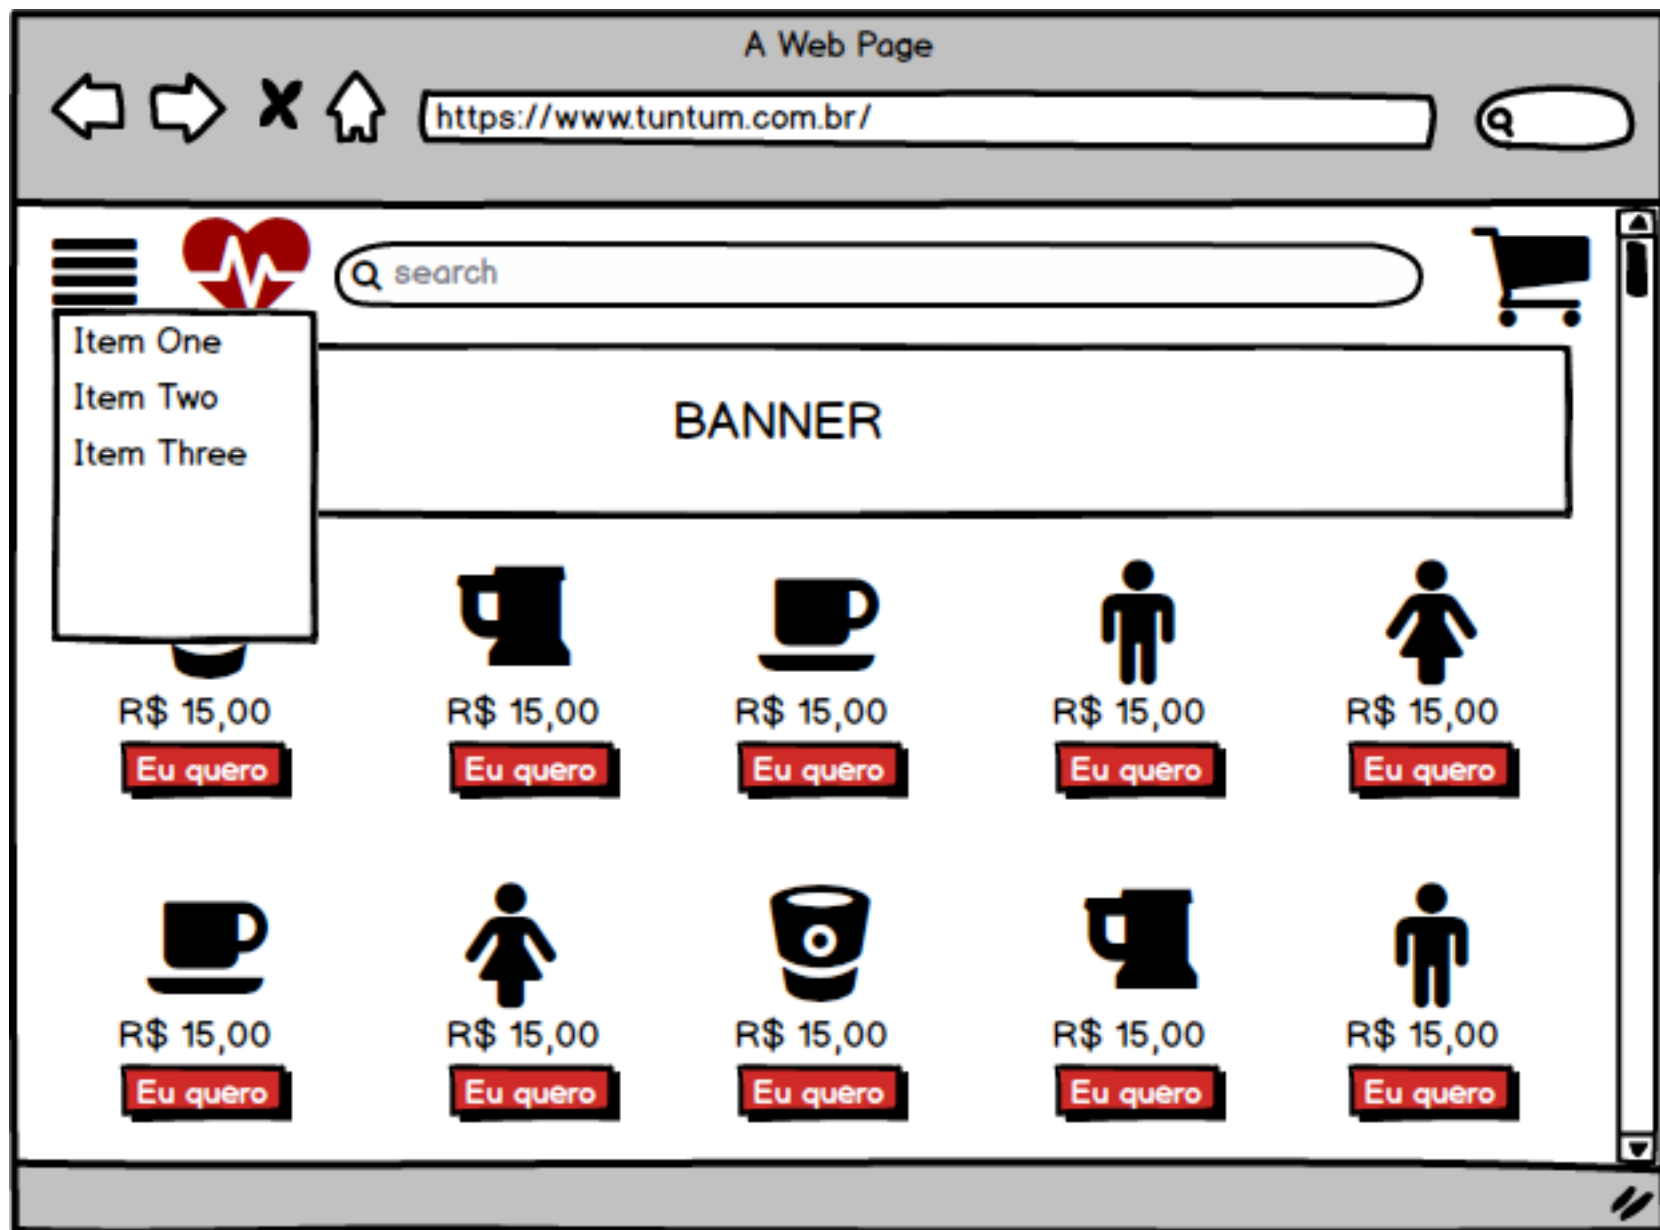 A Web Page
https://www.tuntum.com.br/
search
Item One
Item Two
Item Three
BANNER
R$ 15,00 R$ 15,00 R$ 15,00 R$ 15,00 R$ 15,00
Eu quero Eu quero Eu quero Eu quero Eu quero
R$ 15,00 R$ 15,00 R$ 15,00 R$ 15,00 R$ 15,00
Eu quero Eu quero Eu quero Eu quero Eu quero